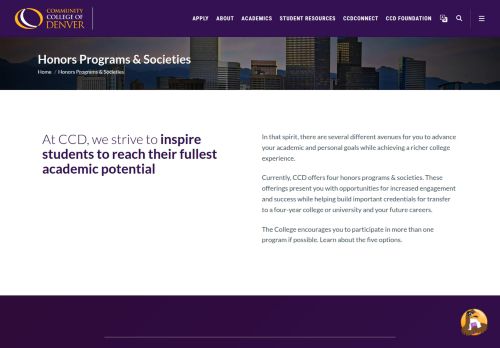 COMMUNITY
COLLEGE OF
DENVER
APPLY ABOUT ACADEMICS STUDENT RESOURCES CCDCONNECT CCD FOUNDATION
Honors Programs & Societies
Home / Honors Programs & Societies
At CCD, we strive to inspire
students to reach their fullest
academic potential
In that spirit, there are several different avenues for you to advance
your academic and personal goals while achieving a richer college
experience.
Currently, CCD offers four honors programs & societies. These
offerings present you with opportunities for increased engagement
and success while helping build important credentials for transfer
to a four-year college or university and your future careers.
The College encourages you to participate in more than one
program if possible. Learn about the five options.